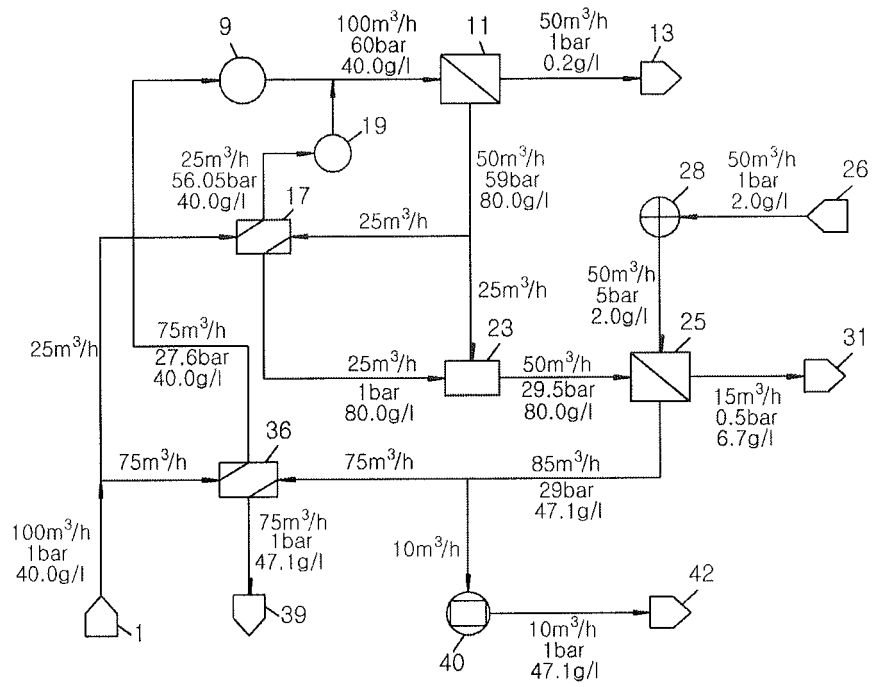 9
100m³/h
60bar
40.0g/l
11
50m³/h
1bar
0.2g/l
13
19
25m³/h
56.05bar
40.0g/l
17
50m³/h
59bar
80.0g/l
28
50m³/h
1bar
2.0g/l
26
25m³/h
25m³/h
50m³/h
5bar
2.0g/l
25
31
25m³/h
75m³/h
27.6bar
40.0g/l
25m³/h
1bar
80.0g/l
23
50m³/h
29.5bar
80.0g/l
15m³/h
0.5bar
6.7g/l
75m³/h
36
75m³/h
85m³/h
29bar
47.1g/l
100m³/h
1bar
40.0g/l
75m³/h
1bar
47.1g/l
10m³/h
1
39
40
10m³/h
1bar
47.1g/l
42